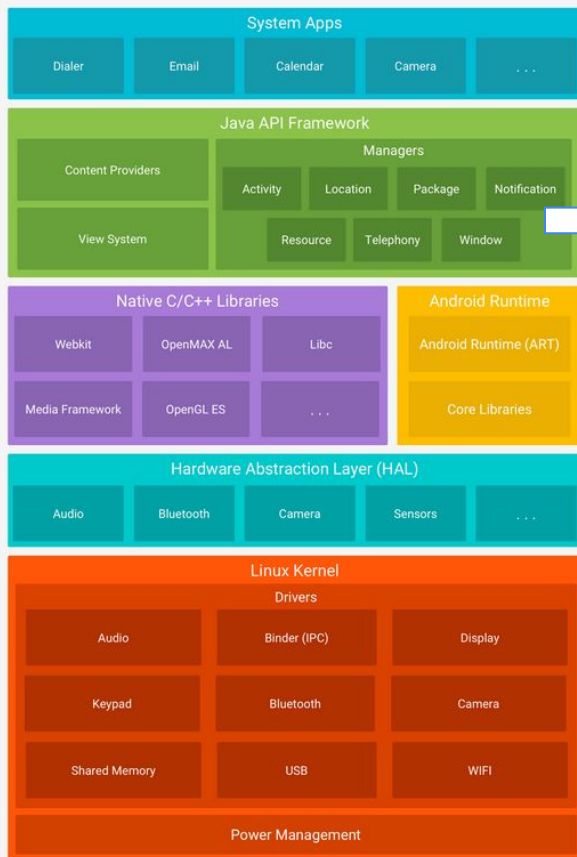 System Apps
Dialer
Email
Calendar
Camera
. . .
Java API Framework
Content Providers
View System
Managers
Activity
Location
Package
Notification
Resource
Telephony
Window
Native C/C++ Libraries
Webkit
OpenMAX AL
Libc
Media Framework
OpenGL ES
. . .
Android Runtime
Android Runtime (ART)
Core Libraries
Hardware Abstraction Layer (HAL)
Audio
Bluetooth
Camera
Sensors
. . .
Linux Kernel
Drivers
Audio
Binder (IPC)
Display
Keypad
Bluetooth
Camera
Shared Memory
USB
WIFI
Power Management